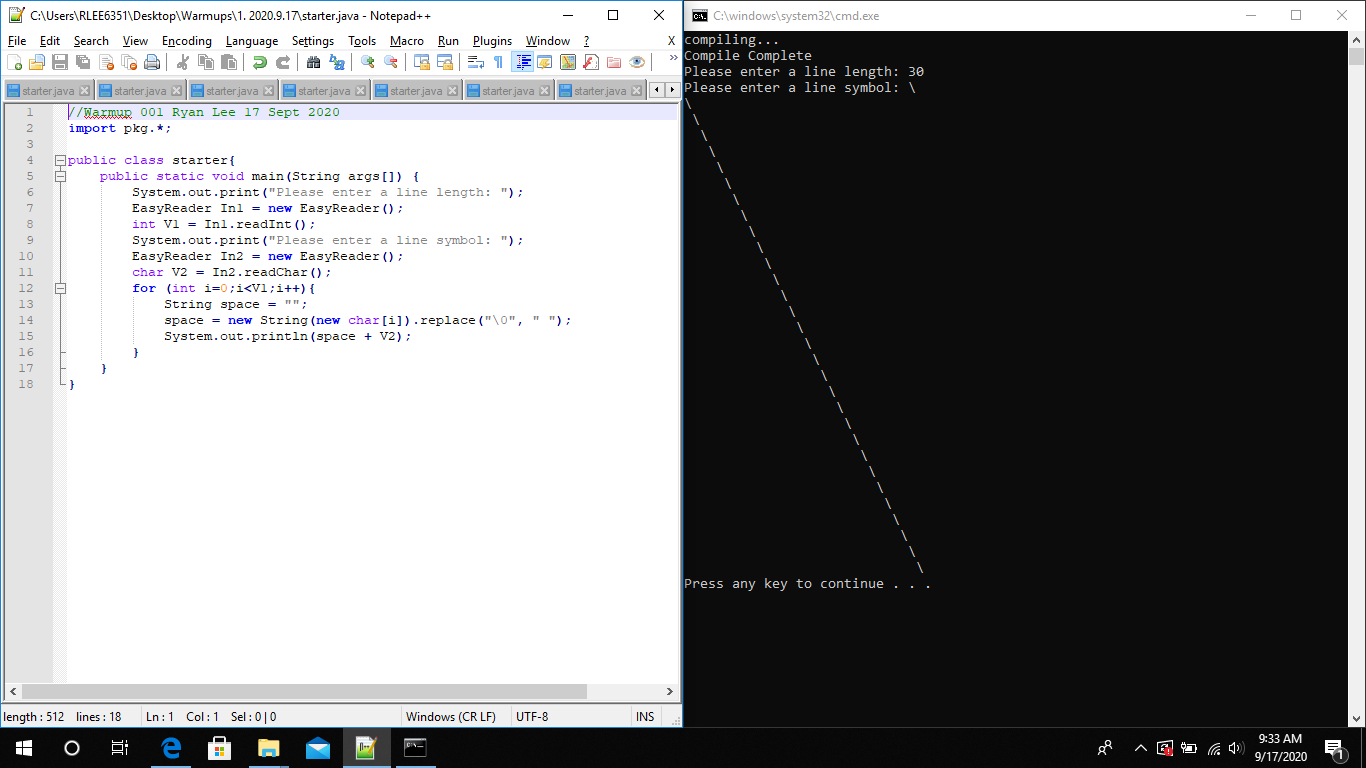 C:\Users\RLEE6351\Desktop\Warmups\1. 2020.9.17\starter.java - Notepad++
File Edit Search View Encoding Language Settings Tools Macro Run Plugins Window ? X
starter.java starter.java starter.java starter.java starter.java starter.java starter.java
1 //Warmup 001 Ryan Lee 17 Sept 2020
2 import pkg.*;
3
4 public class starter{
5     public static void main(String args[]) {
6         System.out.print("Please enter a line length: ");
7         EasyReader In1 = new EasyReader();
8         int V1 = In1.readInt();
9         System.out.print("Please enter a line symbol: ");
10         EasyReader In2 = new EasyReader();
11         char V2 = In2.readChar();
12         for (int i=0;i<V1;i++){
13             String space = "";
14             space = new String(new char[i]).replace("\0", " ");
15             System.out.println(space + V2);
16         }
17     }
18 }
length : 512 lines : 18 Ln : 1 Col : 1 Sel : 0 | 0 Windows (CR LF) UTF-8 INS
C:\windows\system32\cmd.exe
compiling...
Compile Complete
Please enter a line length: 30
Please enter a line symbol: \
\
 \
  \
   \
    \
     \
      \
       \
        \
         \
          \
           \
            \
             \
              \
               \
                \
                 \
                  \
                   \
                    \
                     \
                      \
                       \
                        \
                         \
                          \
                           \
                            \
                             \
Press any key to continue . . .
9:33 AM
9/17/2020
1